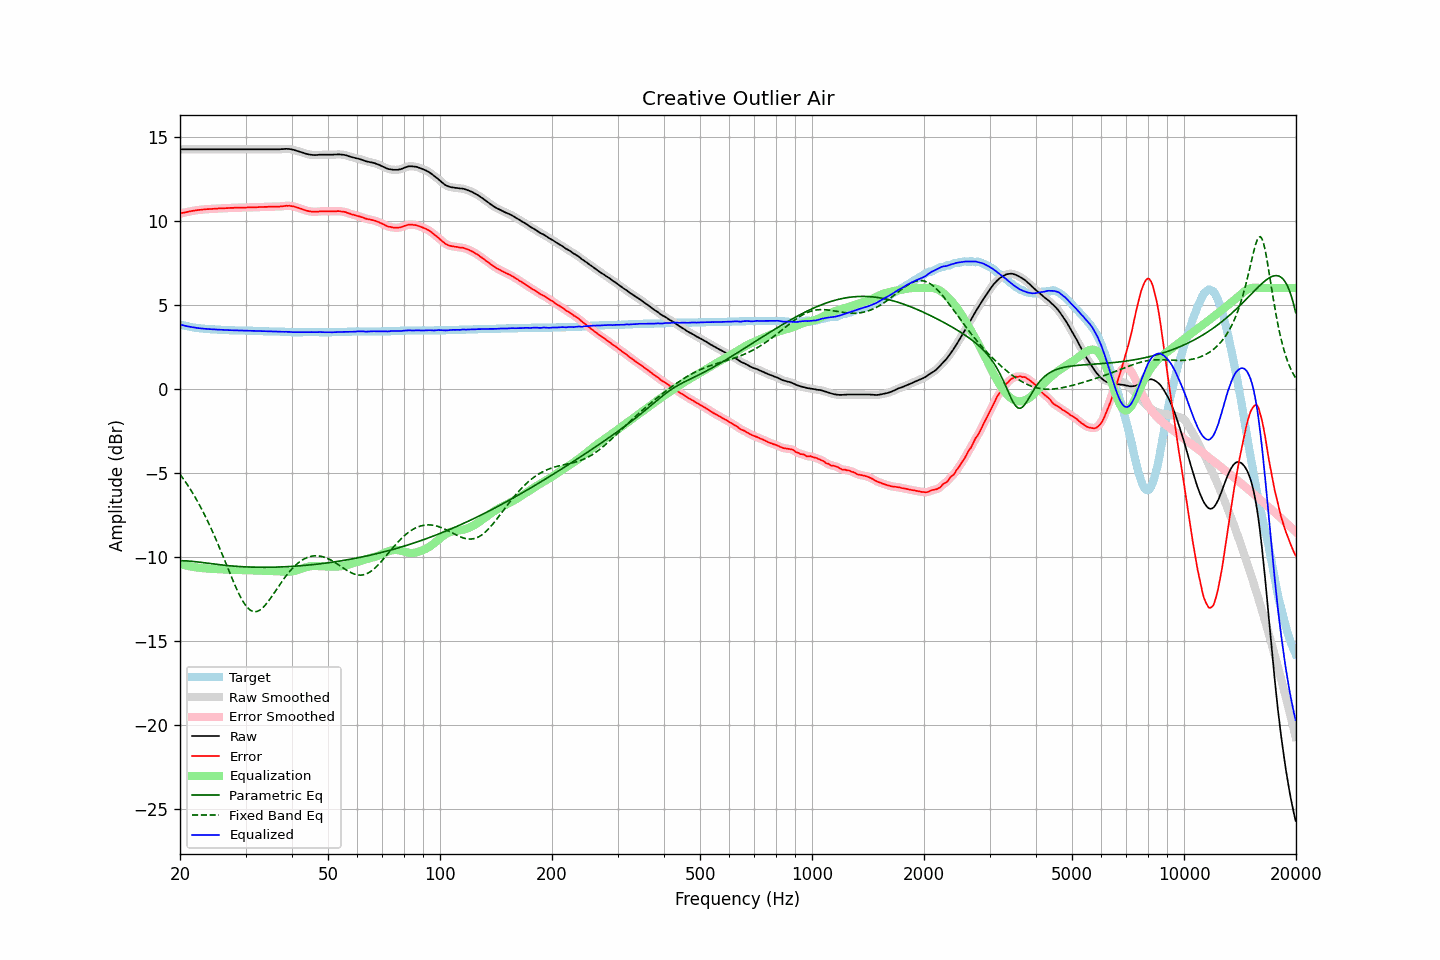 Creative Outlier Air
15
10
5
0
−5
−10
−15
−20
−25
Amplitude (dBr)
Target
Raw Smoothed
Error Smoothed
Raw
Error
Equalization
Parametric Eq
Fixed Band Eq
Equalized
20 50 100 200 500 1000 2000 5000 10000 20000
Frequency (Hz)